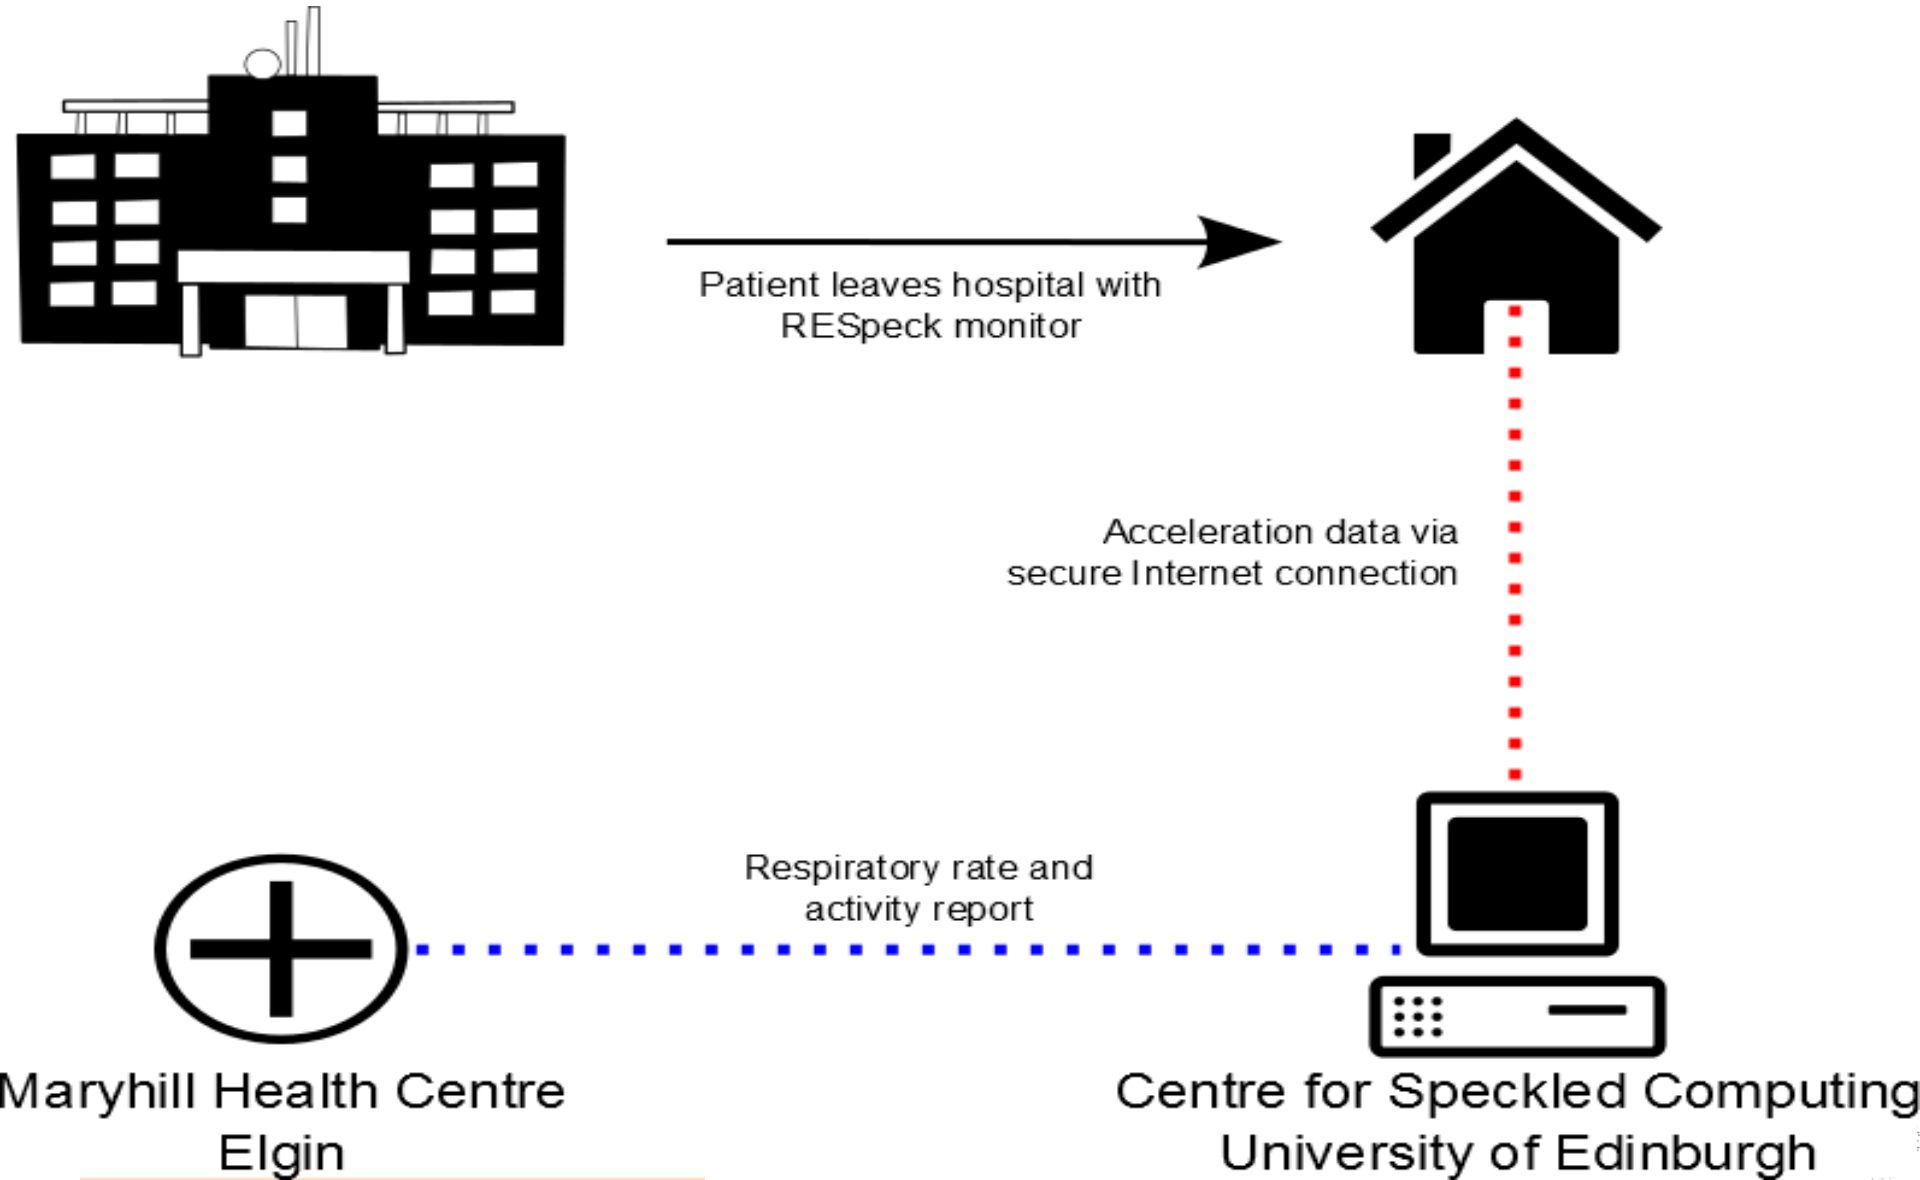 Patient leaves hospital with
RESpeck monitor
Acceleration data via
secure Internet connection
Respiratory rate and
activity report
Maryhill Health Centre
Elgin
Centre for Speckled Computing
University of Edinburgh